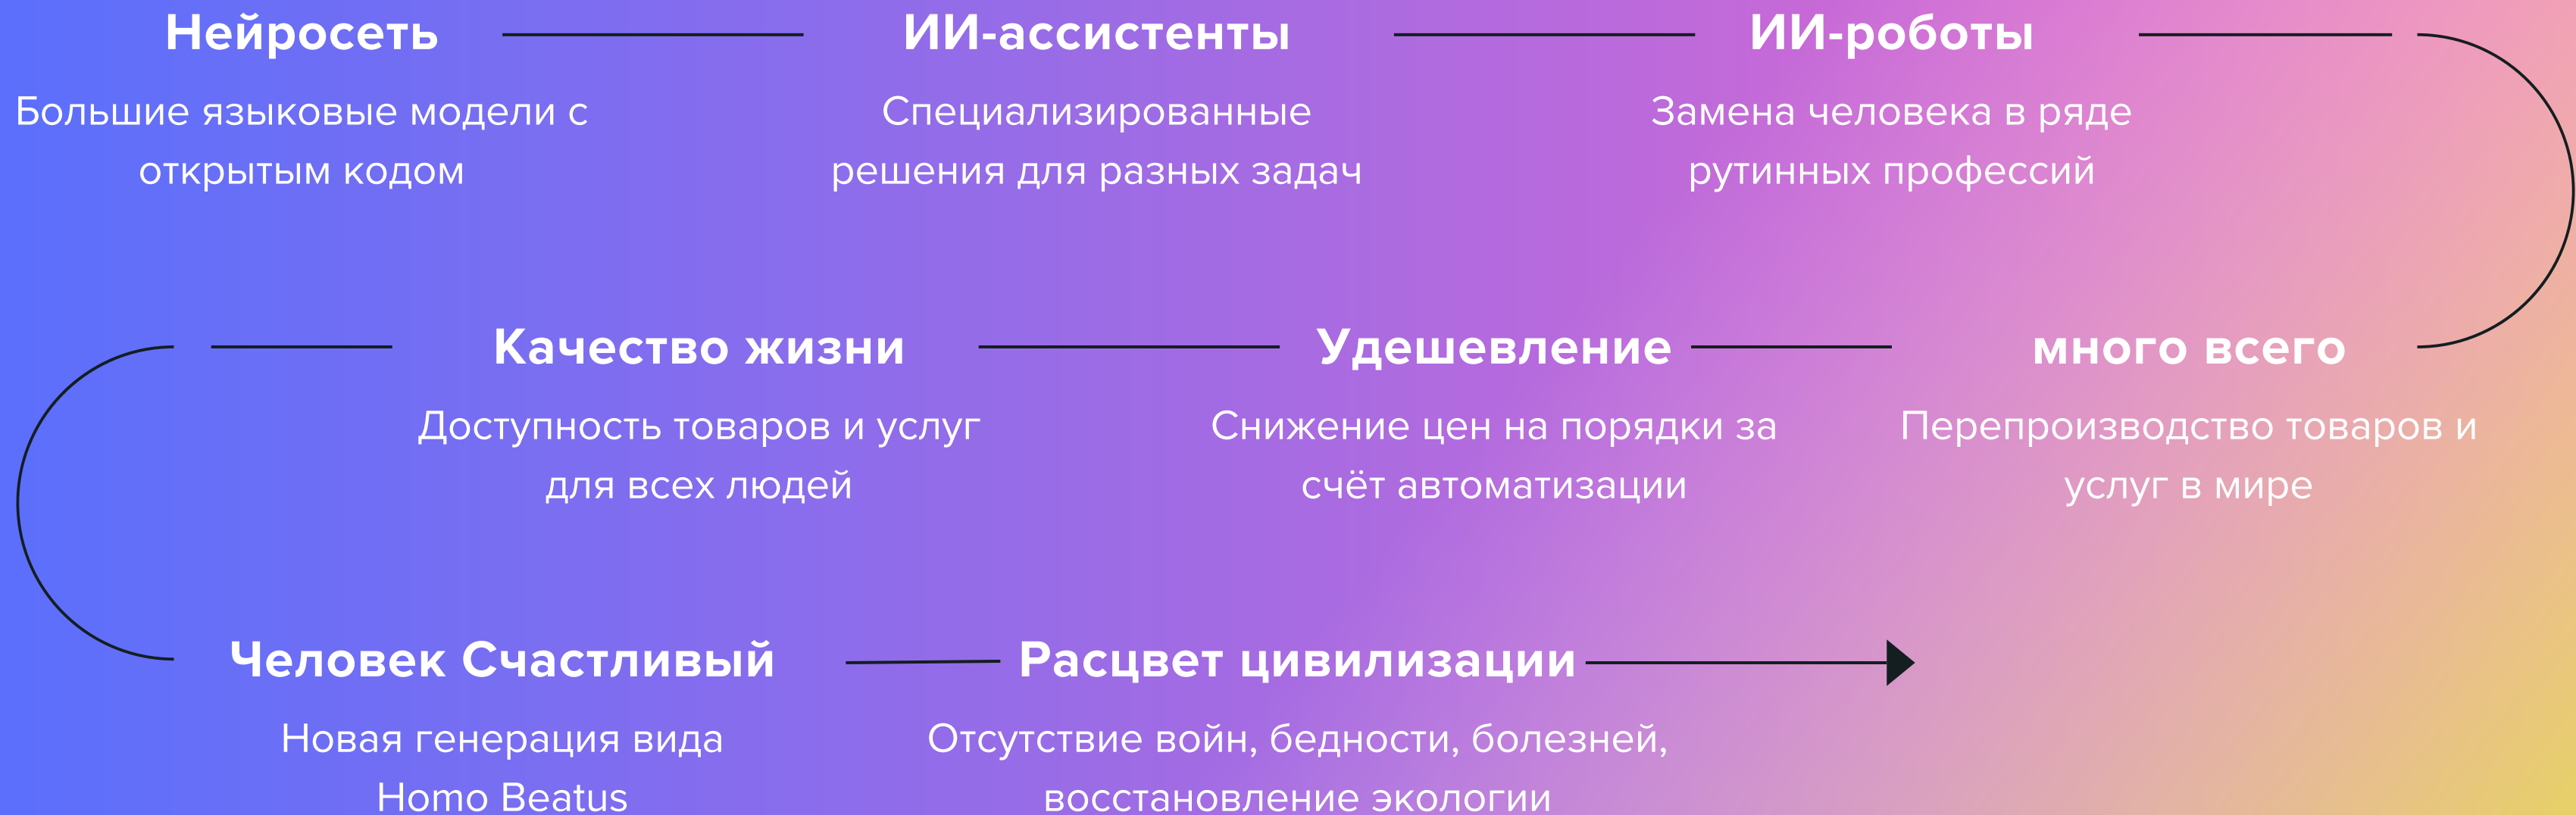 Нейросеть
Большие языковые модели с
открытым кодом
ИИ-ассистенты
Специализированные
решения для разных задач
ИИ-роботы
Замена человека в ряде
рутинных профессий
много всего
Перепроизводство товаров и
услуг в мире
Удешевление
Снижение цен на порядки за
счёт автоматизации
Качество жизни
Доступность товаров и услуг
для всех людей
Человек Счастливый
Новая генерация вида
Homo Beatus
Расцвет цивилизации
Отсутствие войн, бедности, болезней,
восстановление экологии